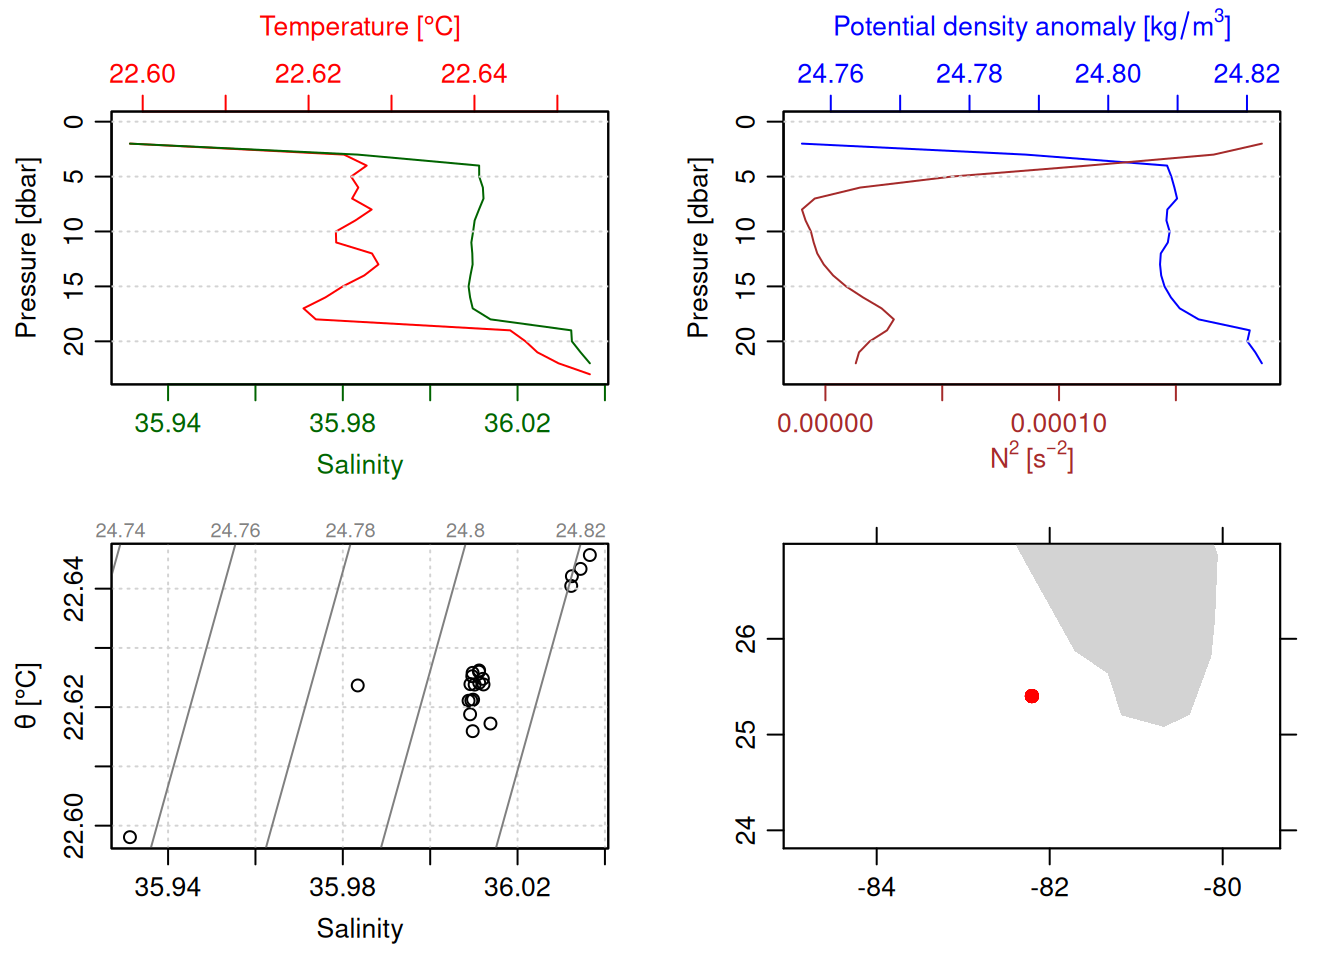 Temperature [°C]
22.60 22.62 22.64
0
5
10
15
20
Pressure [dbar]
35.94 35.98 36.02
Salinity
Potential density anomaly [kg/m³]
24.76 24.78 24.80 24.82
0
5
10
15
20
Pressure [dbar]
0.00000 0.00010
N² [s⁻²]
24.74 24.76 24.78 24.8 24.82
22.64
22.62
22.60
θ [°C]
35.94 35.98 36.02
Salinity
26
25
24
-84 -82 -80